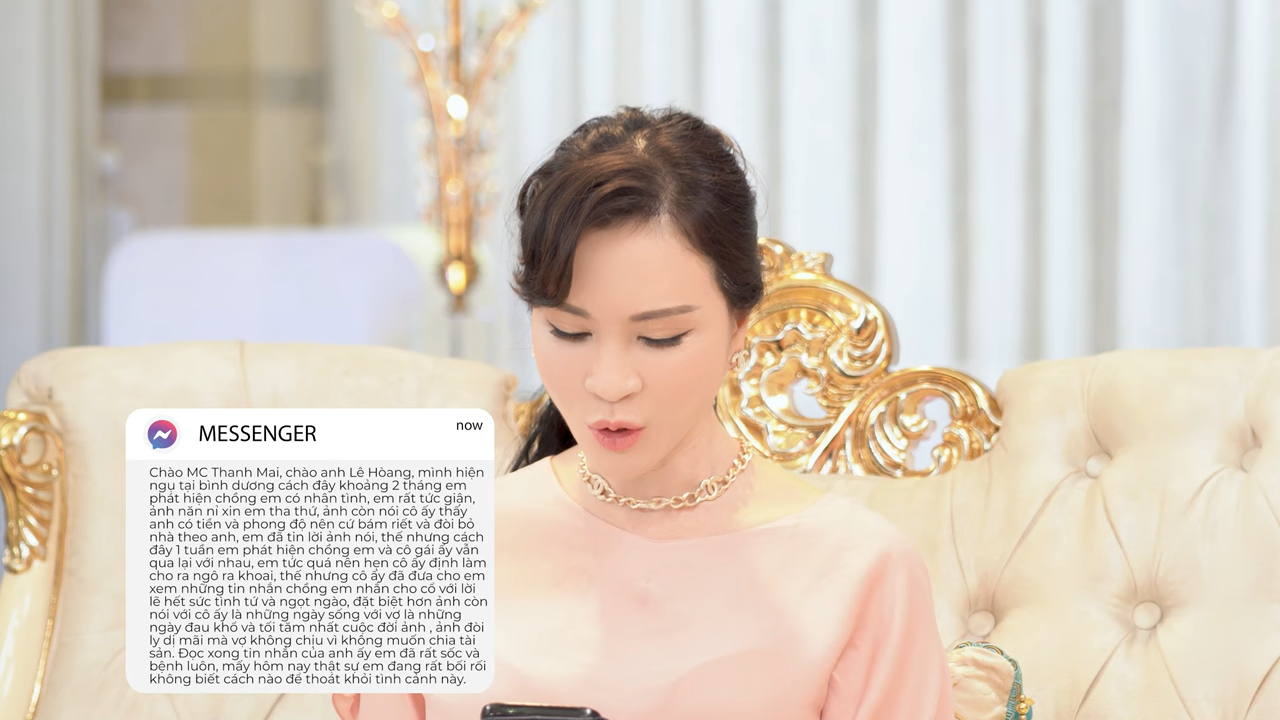 MESSENGER
now
Chào MC Thanh Mai, chào anh Lê Hòang, mình hiện
ngụ tại bình dương cách đây khoảng 2 tháng em
phát hiện chồng em có nhân tình, em rất tức giận,
ảnh năn nỉ xin em tha thứ, ảnh còn nói cô ấy thấy
anh có tiền và phong độ nên cứ bám riết và đòi bỏ
nhà theo anh, em đã tin lời ảnh nói, thế nhưng cách
đây 1 tuần em phát hiện chồng em và cô gái ấy vẫn
qua lại với nhau, em tức quá nên hẹn cô ấy định làm
cho ra ngô ra khoai, thế nhưng cô ấy đã đưa cho em
xem những tin nhắn chồng em nhắn cho cổ với lời
lẽ hết sức tình tứ và ngọt ngào, đặt biệt hơn ảnh còn
nói với cô ấy là những ngày sống với vợ là những
ngày đau khổ và tối tăm nhất cuộc đời ảnh , ảnh đòi
ly dị mãi mà vợ không chịu vì không muốn chia tài
sản. Đọc xong tin nhắn của anh ấy em đã rất sốc và
bệnh luôn, mấy hôm nay thật sự em đang rất bối rối
không biết cách nào để thoát khỏi tình cảnh này.